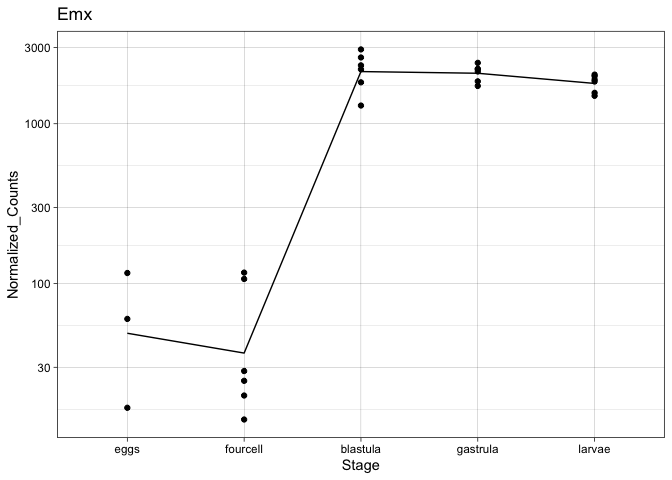 Emx
Normalized_Counts
3000
1000
300
100
30
eggs fourcell blastula gastrula larvae
Stage